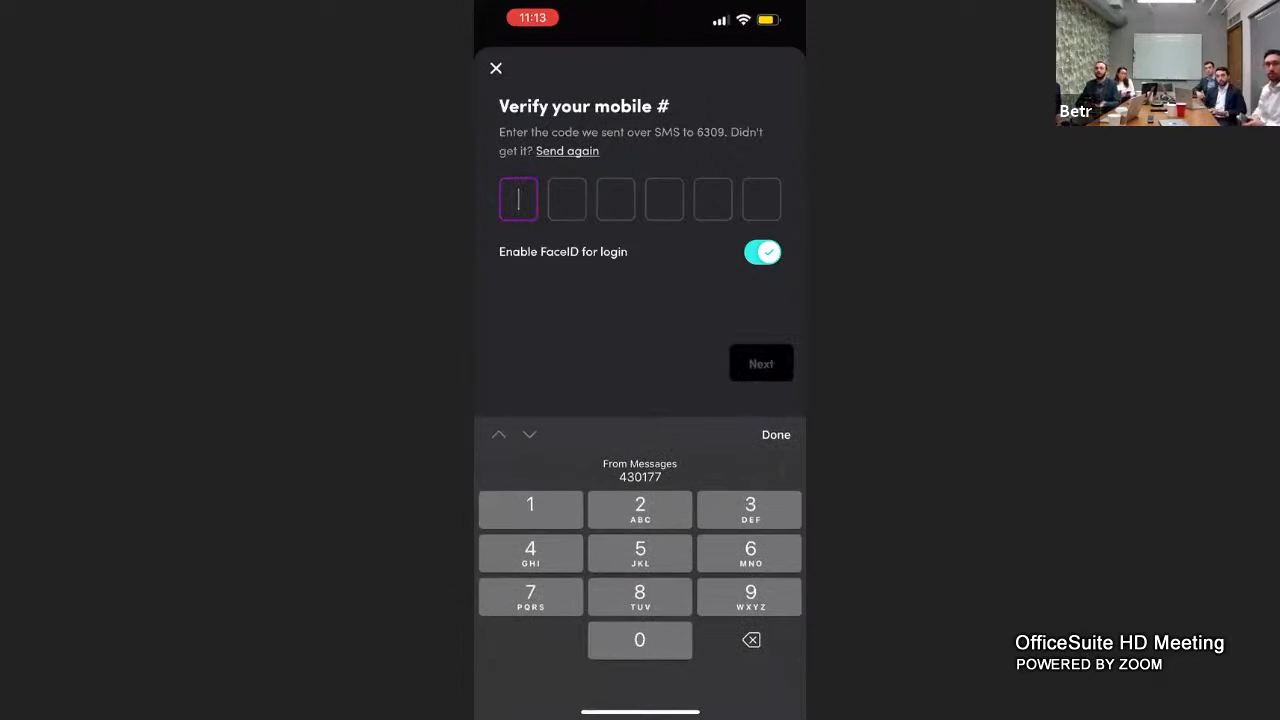 11:13
Verify your mobile #
Enter the code we sent over SMS to 6309. Didn't
get it? Send again
Enable FaceID for login
Next
Done
From Messages
430177
1
2
ABC
3
DEF
4
GHI
5
JKL
6
MNO
7
PQRS
8
TUV
9
WXYZ
0
Betr
OfficeSuite HD Meeting
POWERED BY ZOOM